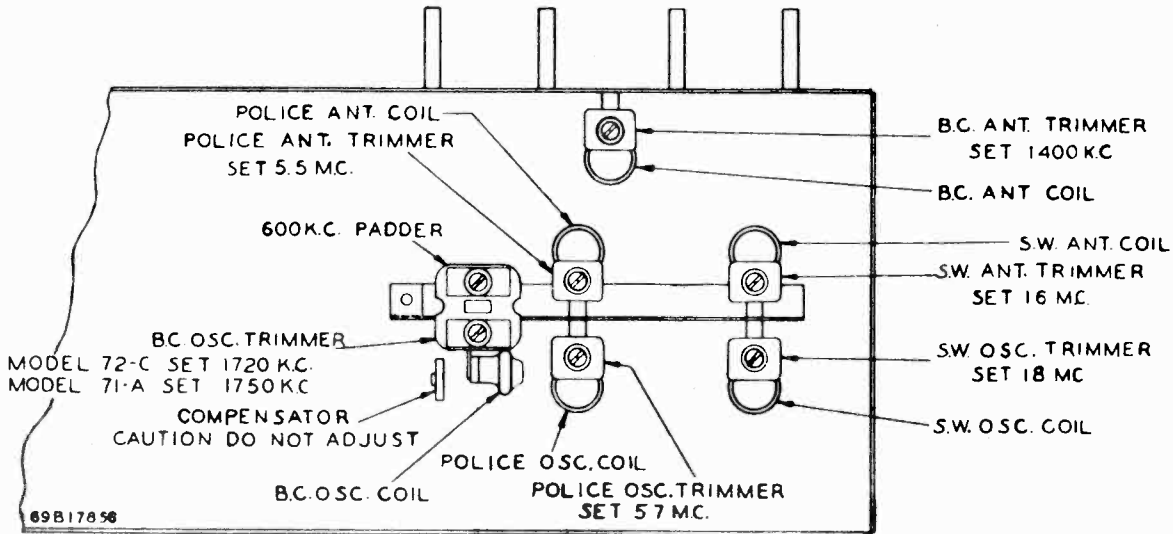 POLICE ANT. COIL
POLICE ANT. TRIMMER
SET 5.5 M.C.
600 K.C. PADDER
B.C. OSC. TRIMMER
MODEL 72-C SET 1720 K.C.
MODEL 71-A SET 1750 K.C
COMPENSATOR
CAUTION DO NOT ADJUST
B.C. OSC. COIL
POLICE OSC. COIL
POLICE OSC. TRIMMER
SET 5 7 M.C.
B.C. ANT. TRIMMER
SET 1400 K.C
B.C. ANT COIL
S.W. ANT. COIL
S.W. ANT. TRIMMER
SET 16 M.C.
S.W. OSC. TRIMMER
SET 18 MC
S.W. OSC. COIL
69B17856